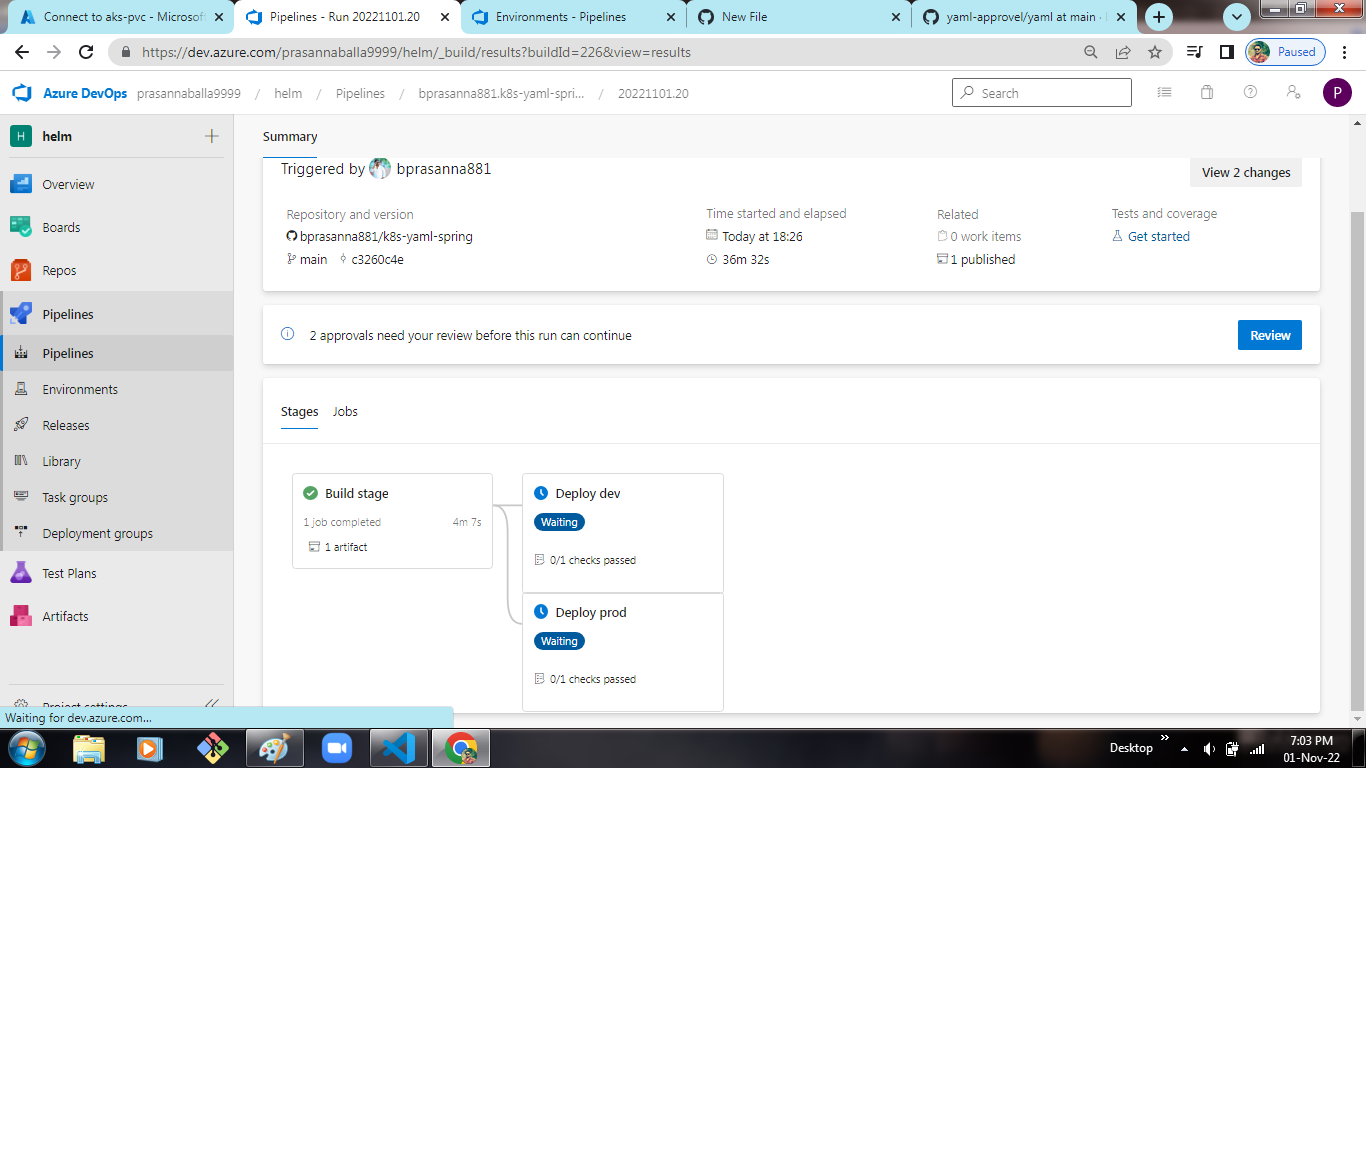 Connect to aks-pvc - Microsoft
Pipelines - Run 20221101.20
Environments - Pipelines
New File
yaml-approvel/yaml at main
https://dev.azure.com/prasannaballa9999/helm/_build/results?buildId=226&view=results
Paused
Azure DevOps prasannaballa9999 / helm / Pipelines / bprasanna881.k8s-yaml-spri... / 20221101.20
Search
P
H helm
Summary
Triggered by bprasanna881
View 2 changes
Overview
Boards
Repos
Pipelines
Pipelines
Environments
Releases
Library
Task groups
Deployment groups
Test Plans
Artifacts
Project settings
Repository and version
bprasanna881/k8s-yaml-spring
main c3260c4e
Time started and elapsed
Today at 18:26
36m 32s
Related
0 work items
1 published
Tests and coverage
Get started
2 approvals need your review before this run can continue
Review
Stages Jobs
Build stage
1 job completed 4m 7s
1 artifact
Deploy dev
Waiting
0/1 checks passed
Deploy prod
Waiting
0/1 checks passed
Waiting for dev.azure.com...
Desktop
7:03 PM
01-Nov-22